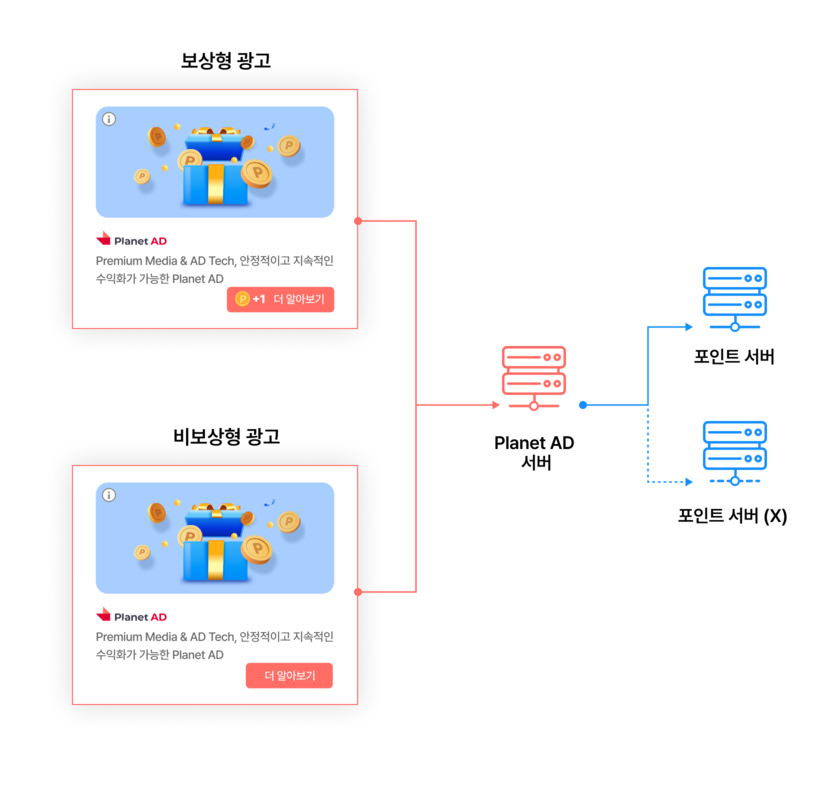 보상형 광고
Planet AD
Premium Media & AD Tech, 안정적이고 지속적인
수익화가 가능한 Planet AD
P +1 더 알아보기
비보상형 광고
Planet AD
Premium Media & AD Tech, 안정적이고 지속적인
수익화가 가능한 Planet AD
더 알아보기
Planet AD
서버
포인트 서버
포인트 서버 (X)